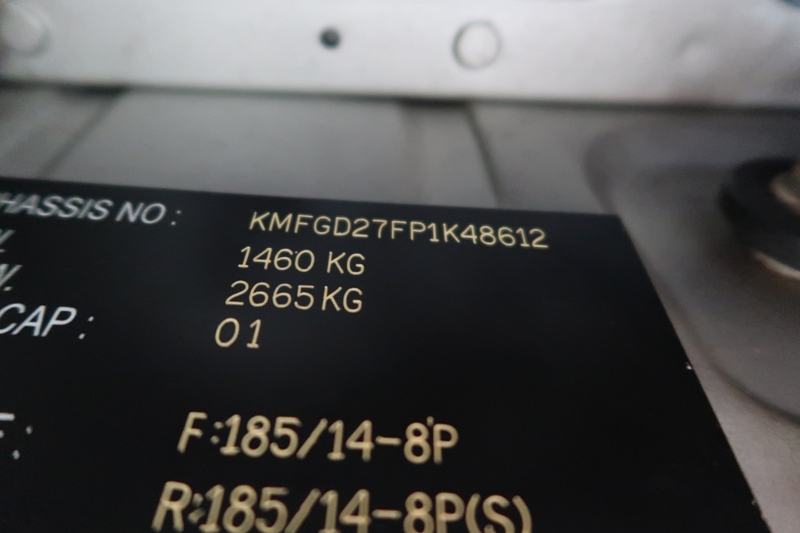 HASSIS NO : KMFGD27FP1K48612
W. 1460 KG
W. 2665 KG
CAP : 01
F:185/14-8P
R:185/14-8P(S)